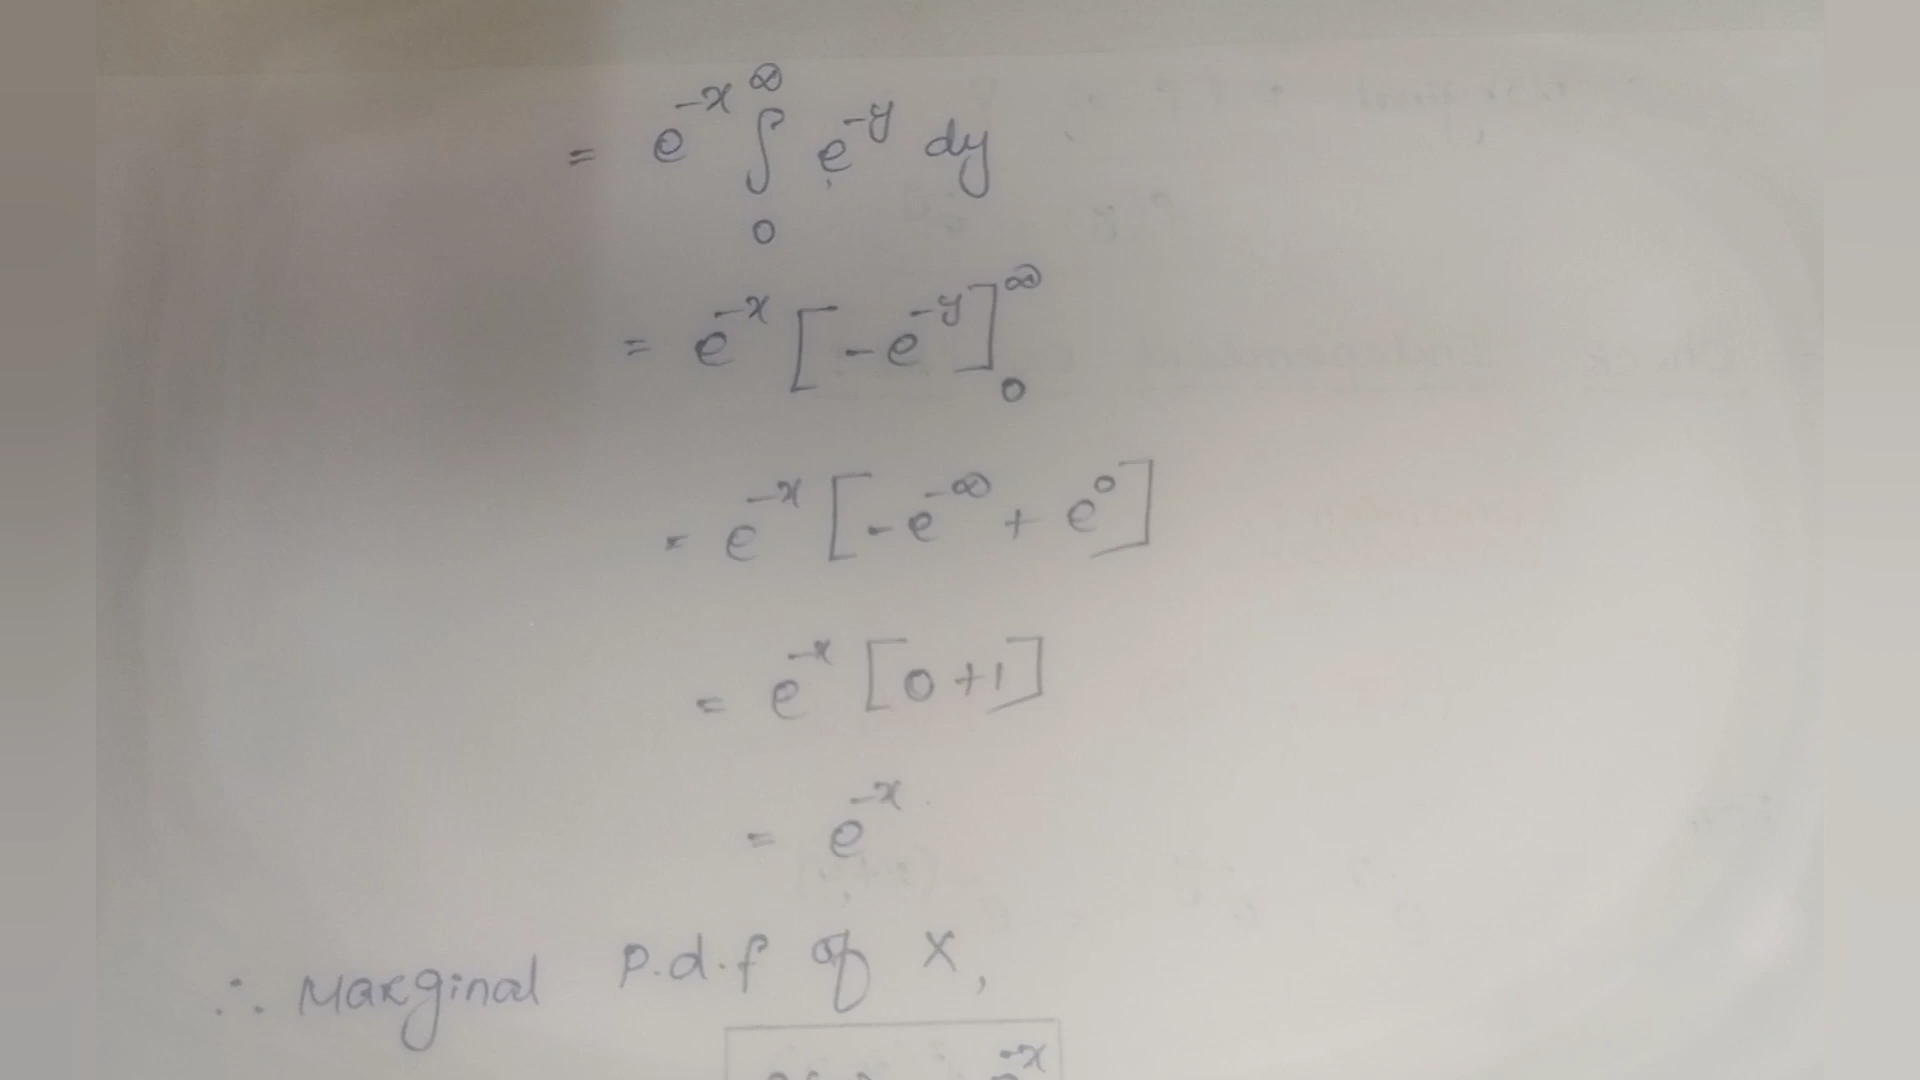 = e^{-x} ∫_0^∞ e^{-y} dy
= e^{-x} [-e^{-y}]_0^∞
= e^{-x} [-e^{-∞} + e^0]
= e^{-x} [0+1]
= e^{-x}
∴ Marginal p.d.f of X,
e^{-x}